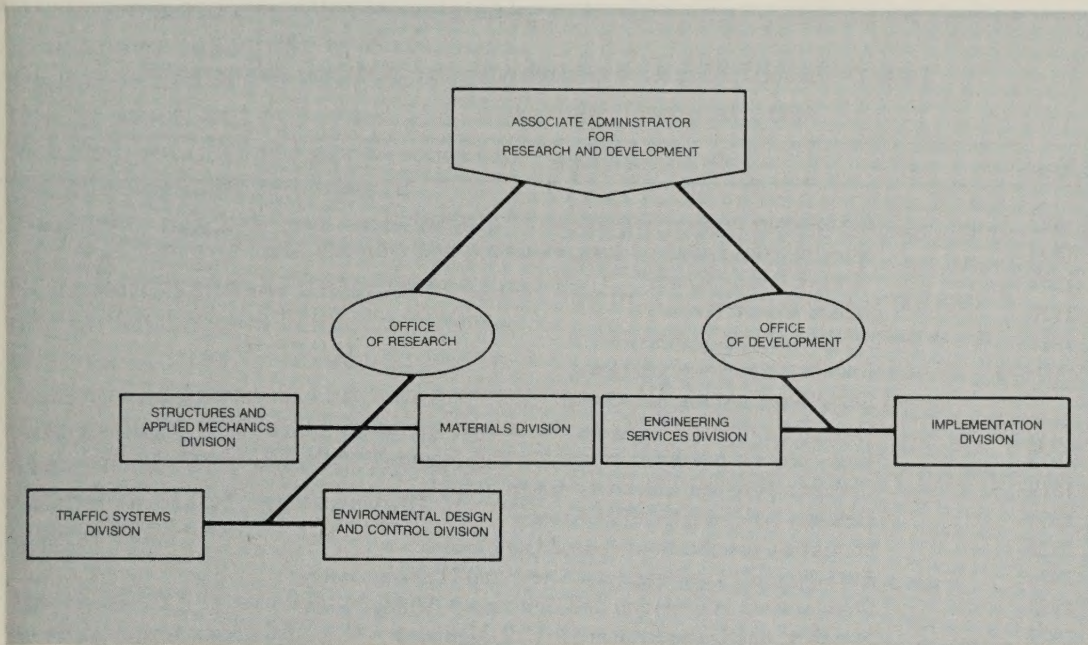 ASSOCIATE ADMINISTRATOR
FOR
RESEARCH AND DEVELOPMENT
OFFICE
OF RESEARCH
OFFICE
OF DEVELOPMENT
STRUCTURES AND
APPLIED MECHANICS
DIVISION
MATERIALS DIVISION
ENGINEERING
SERVICES DIVISION
IMPLEMENTATION
DIVISION
TRAFFIC SYSTEMS
DIVISION
ENVIRONMENTAL DESIGN
AND CONTROL DIVISION